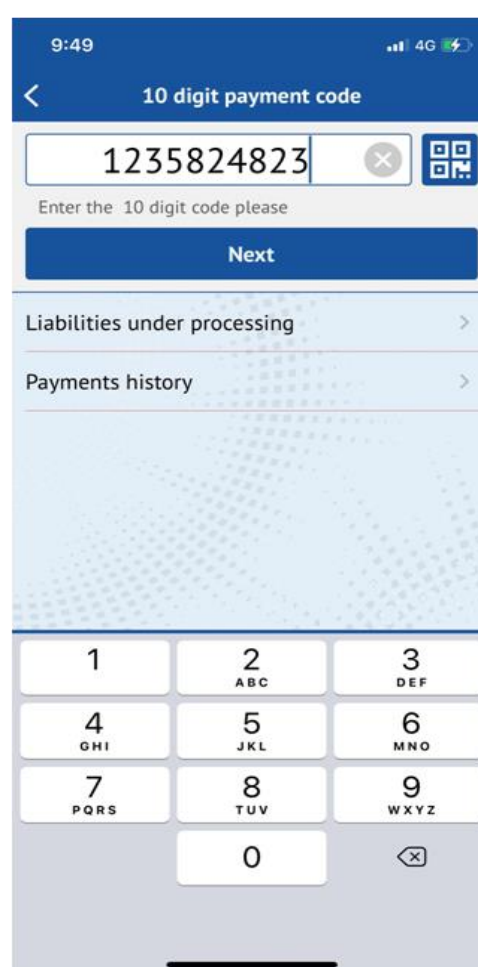 9:49 4G
10 digit payment code
1235824823
Enter the 10 digit code please
Next
Liabilities under processing
Payments history
1 2 3
ABC DEF
4 5 6
GHI JKL MNO
7 8 9
PQRS TUV WXYZ
0